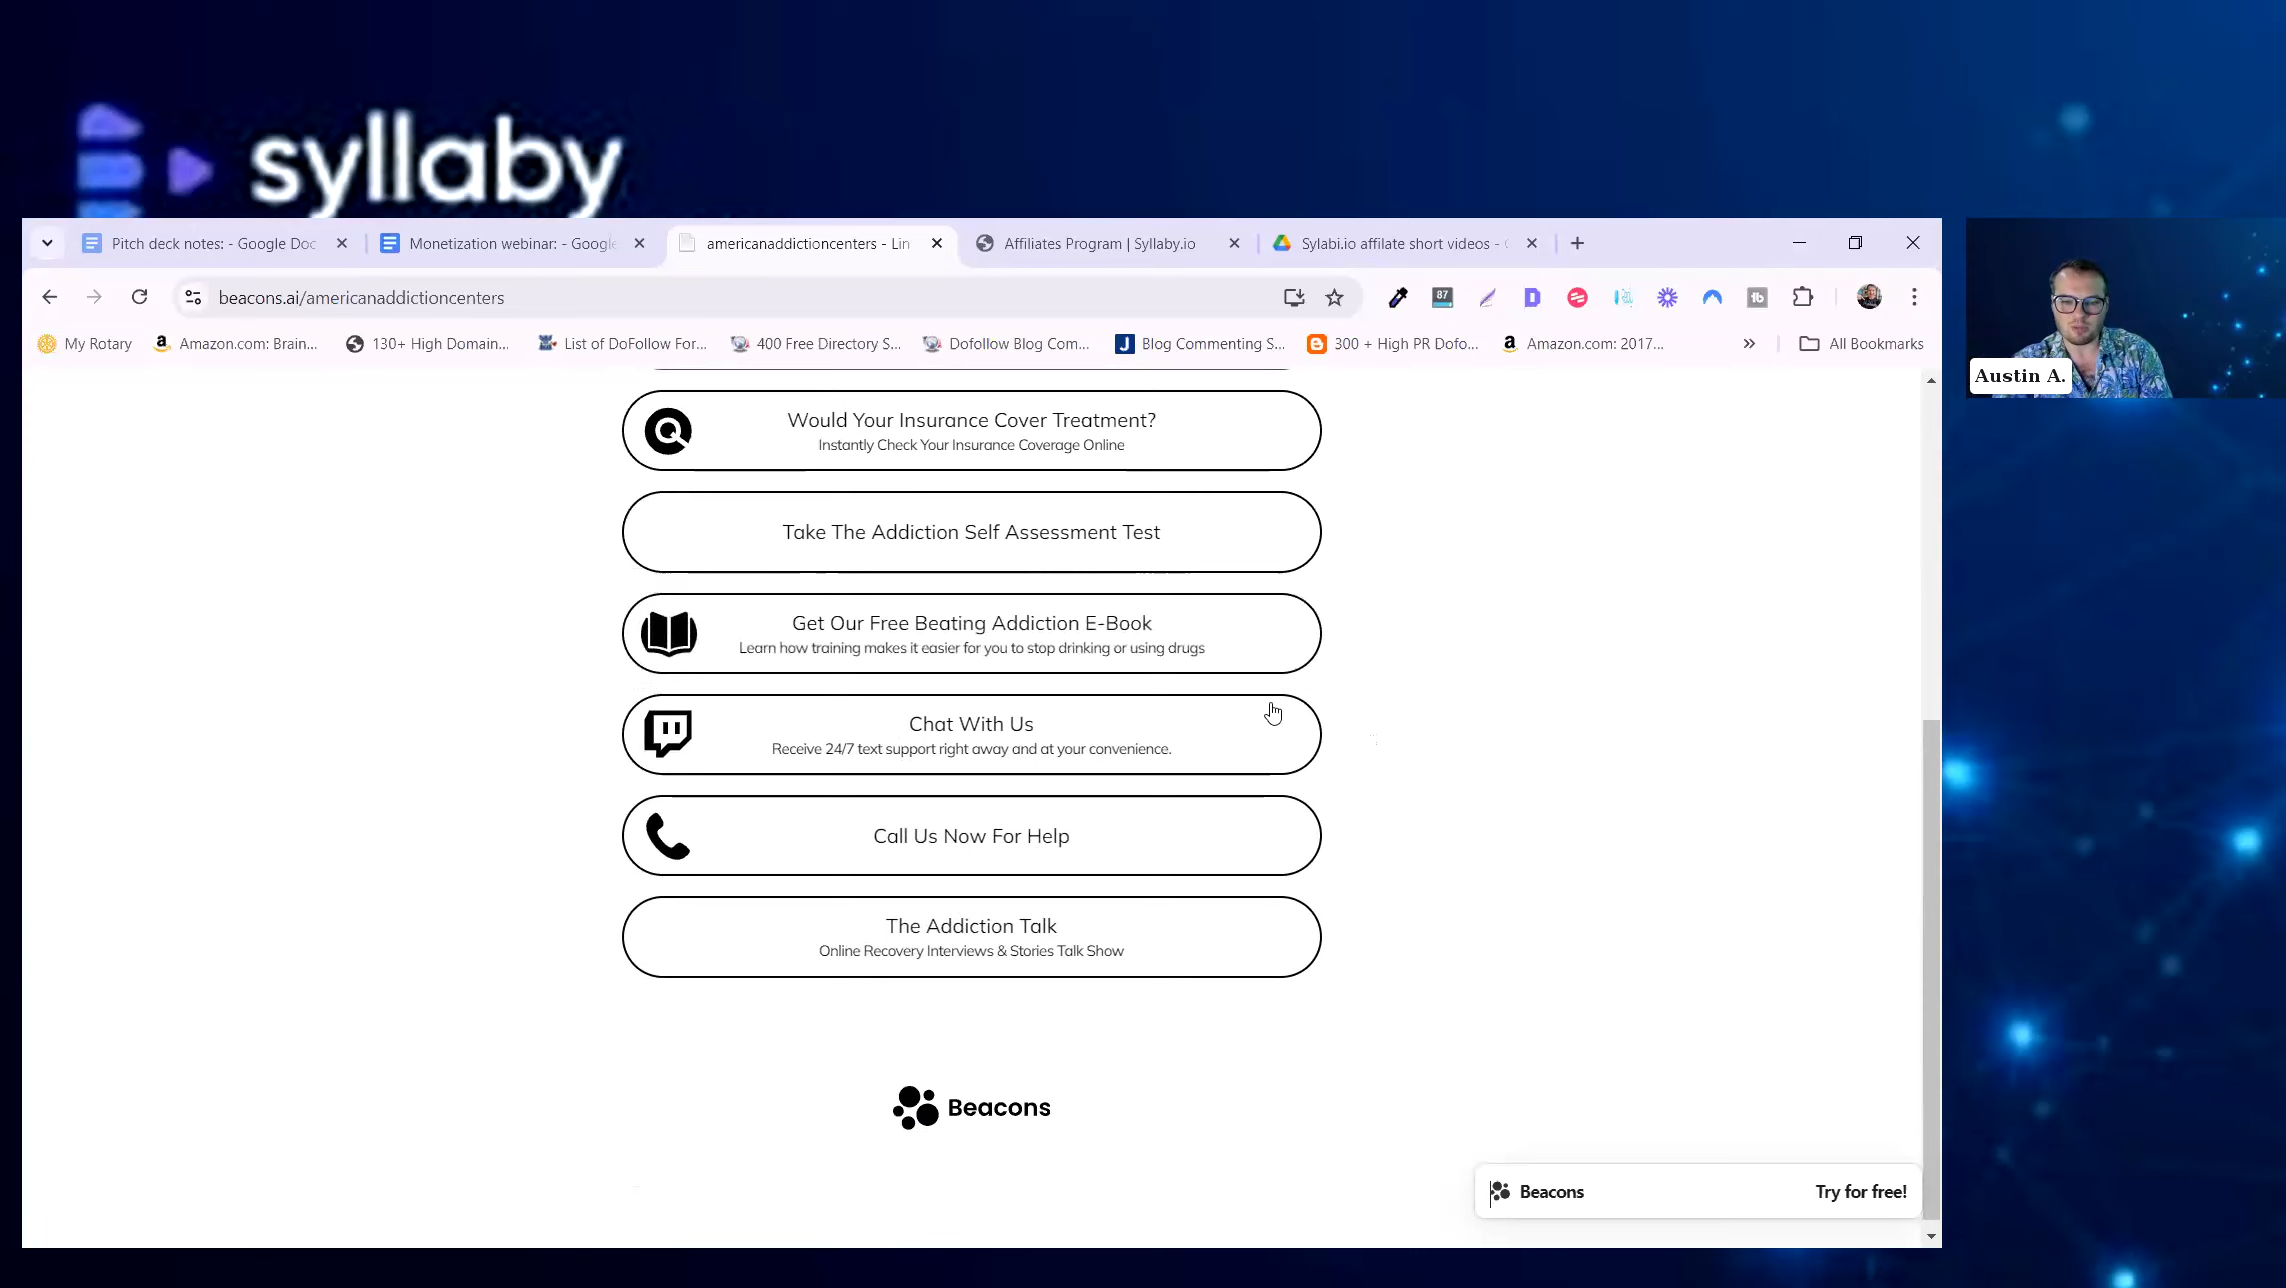 syllaby
Pitch deck notes: - Google Doc
Monetization webinar: - Google
americanaddictioncenters - Lin
Affiliates Program | Syllaby.io
Sylabi.io affilate short videos -
beacons.ai/americanaddictioncenters
87
tb
My Rotary
Amazon.com: Brain...
130+ High Domain...
List of DoFollow For...
400 Free Directory S...
Dofollow Blog Com...
Blog Commenting S...
300 + High PR Dofo...
Amazon.com: 2017...
All Bookmarks
Austin A.
Would Your Insurance Cover Treatment?
Instantly Check Your Insurance Coverage Online
Take The Addiction Self Assessment Test
Get Our Free Beating Addiction E-Book
Learn how training makes it easier for you to stop drinking or using drugs
Chat With Us
Receive 24/7 text support right away and at your convenience.
Call Us Now For Help
The Addiction Talk
Online Recovery Interviews & Stories Talk Show
Beacons
Beacons
Try for free!